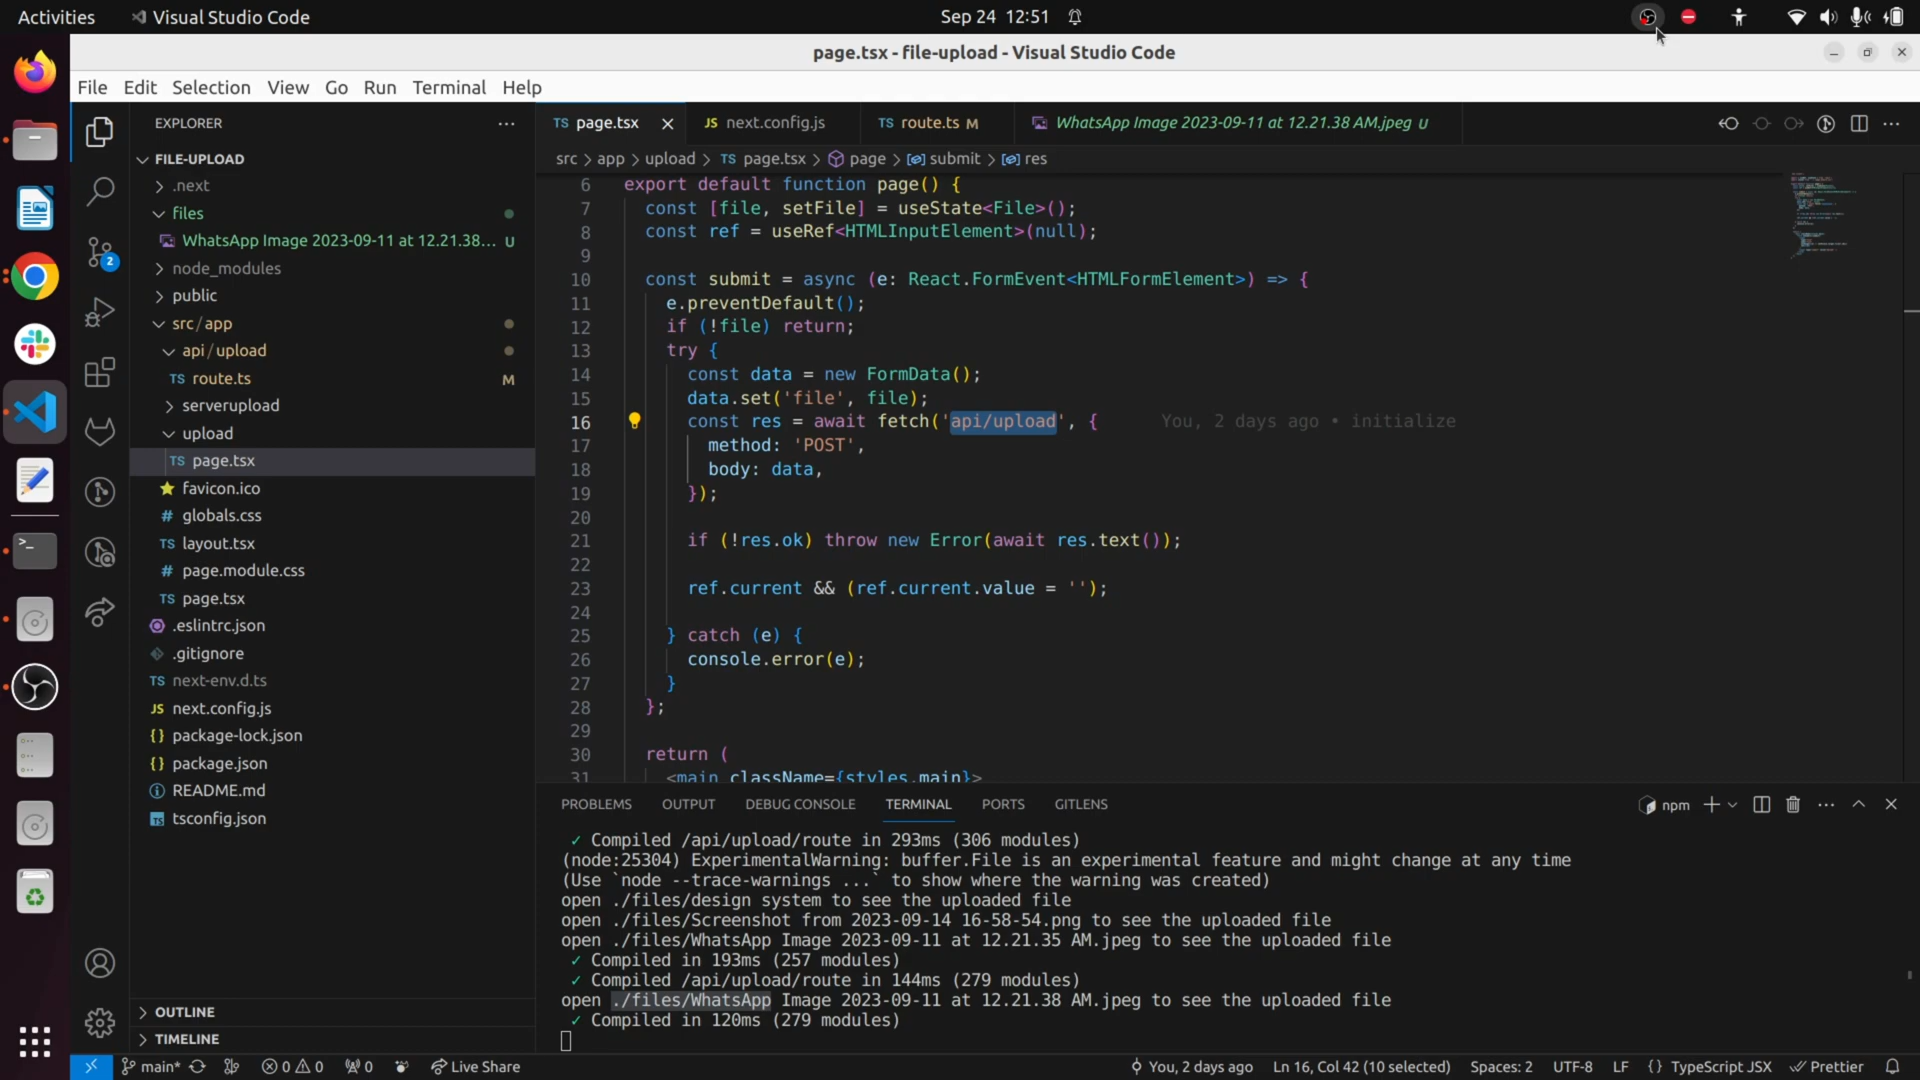 Activities
Visual Studio Code
Sep 24 12:51
page.tsx - file-upload - Visual Studio Code
File Edit Selection View Go Run Terminal Help
EXPLORER
FILE-UPLOAD
.next
files
WhatsApp Image 2023-09-11 at 12.21.38... U
node_modules
public
src/app
api/upload
TS route.ts M
serverupload
upload
TS page.tsx
favicon.ico
# globals.css
TS layout.tsx
# page.module.css
TS page.tsx
.eslintrc.json
.gitignore
TS next-env.d.ts
JS next.config.js
{} package-lock.json
{} package.json
README.md
tsconfig.json
OUTLINE
TIMELINE
2
TS page.tsx
JS next.config.js
TS route.ts M
WhatsApp Image 2023-09-11 at 12.21.38 AM.jpeg U
src > app > upload > TS page.tsx > page > submit > res
6 export default function page() {
7 const [file, setFile] = useState<File>();
8 const ref = useRef<HTMLInputElement>(null);
9
10 const submit = async (e: React.FormEvent<HTMLFormElement>) => {
11 e.preventDefault();
12 if (!file) return;
13 try {
14 const data = new FormData();
15 data.set('file', file);
16 const res = await fetch('api/upload', { You, 2 days ago • initialize
17 method: 'POST',
18 body: data,
19 });
20
21 if (!res.ok) throw new Error(await res.text());
22
23 ref.current && (ref.current.value = '');
24
25 } catch (e) {
26 console.error(e);
27 }
28 };
29
30 return (
31 <main className={styles.main}>
PROBLEMS OUTPUT DEBUG CONSOLE TERMINAL PORTS GITLENS
npm
✓ Compiled /api/upload/route in 293ms (306 modules)
(node:25304) ExperimentalWarning: buffer.File is an experimental feature and might change at any time
(Use `node --trace-warnings ...` to show where the warning was created)
open ./files/design system to see the uploaded file
open ./files/Screenshot from 2023-09-14 16-58-54.png to see the uploaded file
open ./files/WhatsApp Image 2023-09-11 at 12.21.35 AM.jpeg to see the uploaded file
✓ Compiled in 193ms (257 modules)
✓ Compiled /api/upload/route in 144ms (279 modules)
open ./files/WhatsApp Image 2023-09-11 at 12.21.38 AM.jpeg to see the uploaded file
✓ Compiled in 120ms (279 modules)
main* 0 0 0 Live Share
You, 2 days ago Ln 16, Col 42 (10 selected) Spaces: 2 UTF-8 LF {} TypeScript JSX Prettier